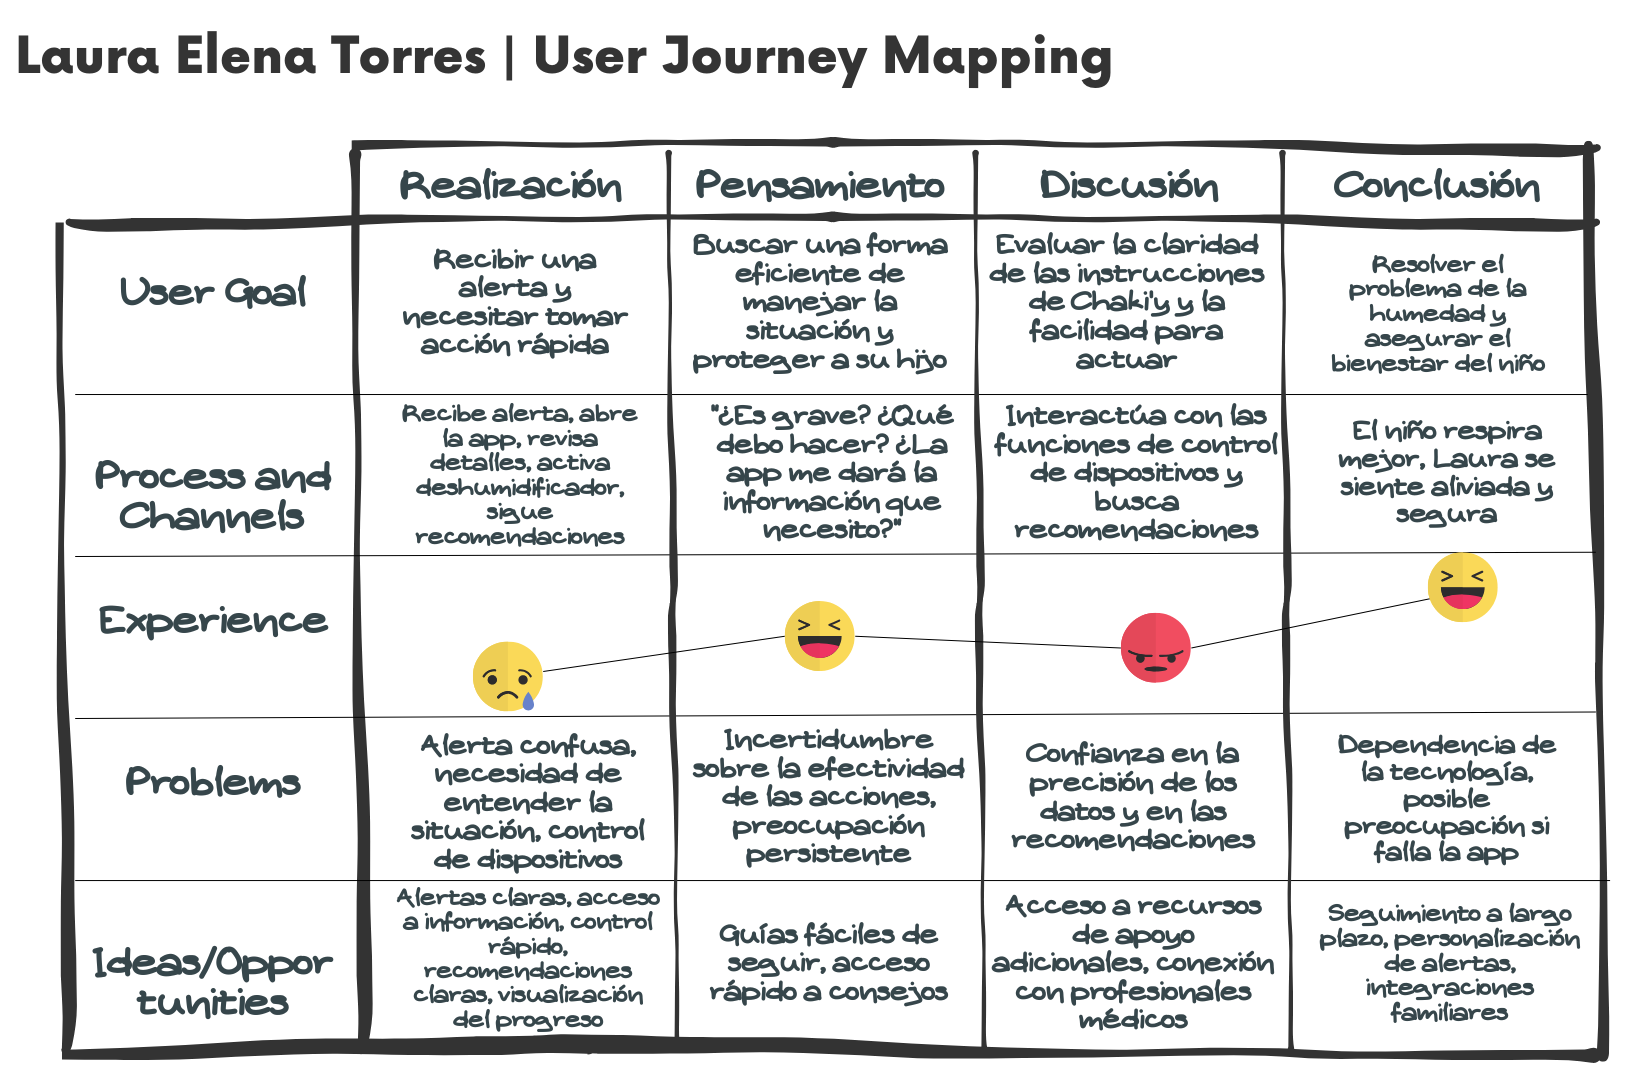 Laura Elena Torres | User Journey Mapping
Realización
Pensamiento
Discusión
Conclusión
User Goal
Recibir una
alerta y
necesitar tomar
acción rápida
Buscar una forma
eficiente de
manejar la
situación y
proteger a su hijo
Evaluar la claridad
de las instrucciones
de Chaki'y y la
facilidad para
actuar
Resolver el
problema de la
humedad y
asegurar el
bienestar del niño
Process and
Channels
Recibe alerta, abre
la app, revisa
detalles, activa
deshumidificador,
sigue
recomendaciones
"¿Es grave? ¿Qué
debo hacer? ¿La
app me dará la
información que
necesito?"
Interactúa con las
funciones de control
de dispositivos y
busca
recomendaciones
El niño respira
mejor, Laura se
siente aliviada y
segura
Experience
Problems
Alerta confusa,
necesidad de
entender la
situación, control
de dispositivos
Incertidumbre
sobre la efectividad
de las acciones,
preocupación
persistente
Confianza en la
precisión de los
datos y en las
recomendaciones
Dependencia de
la tecnología,
posible
preocupación si
falla la app
Ideas/Oppor
tunities
Alertas claras, acceso
a información, control
rápido,
recomendaciones
claras, visualización
del progreso
Guías fáciles de
seguir, acceso
rápido a consejos
Acceso a recursos
de apoyo
adicionales, conexión
con profesionales
médicos
Seguimiento a largo
plazo, personalización
de alertas,
integraciones
familiares